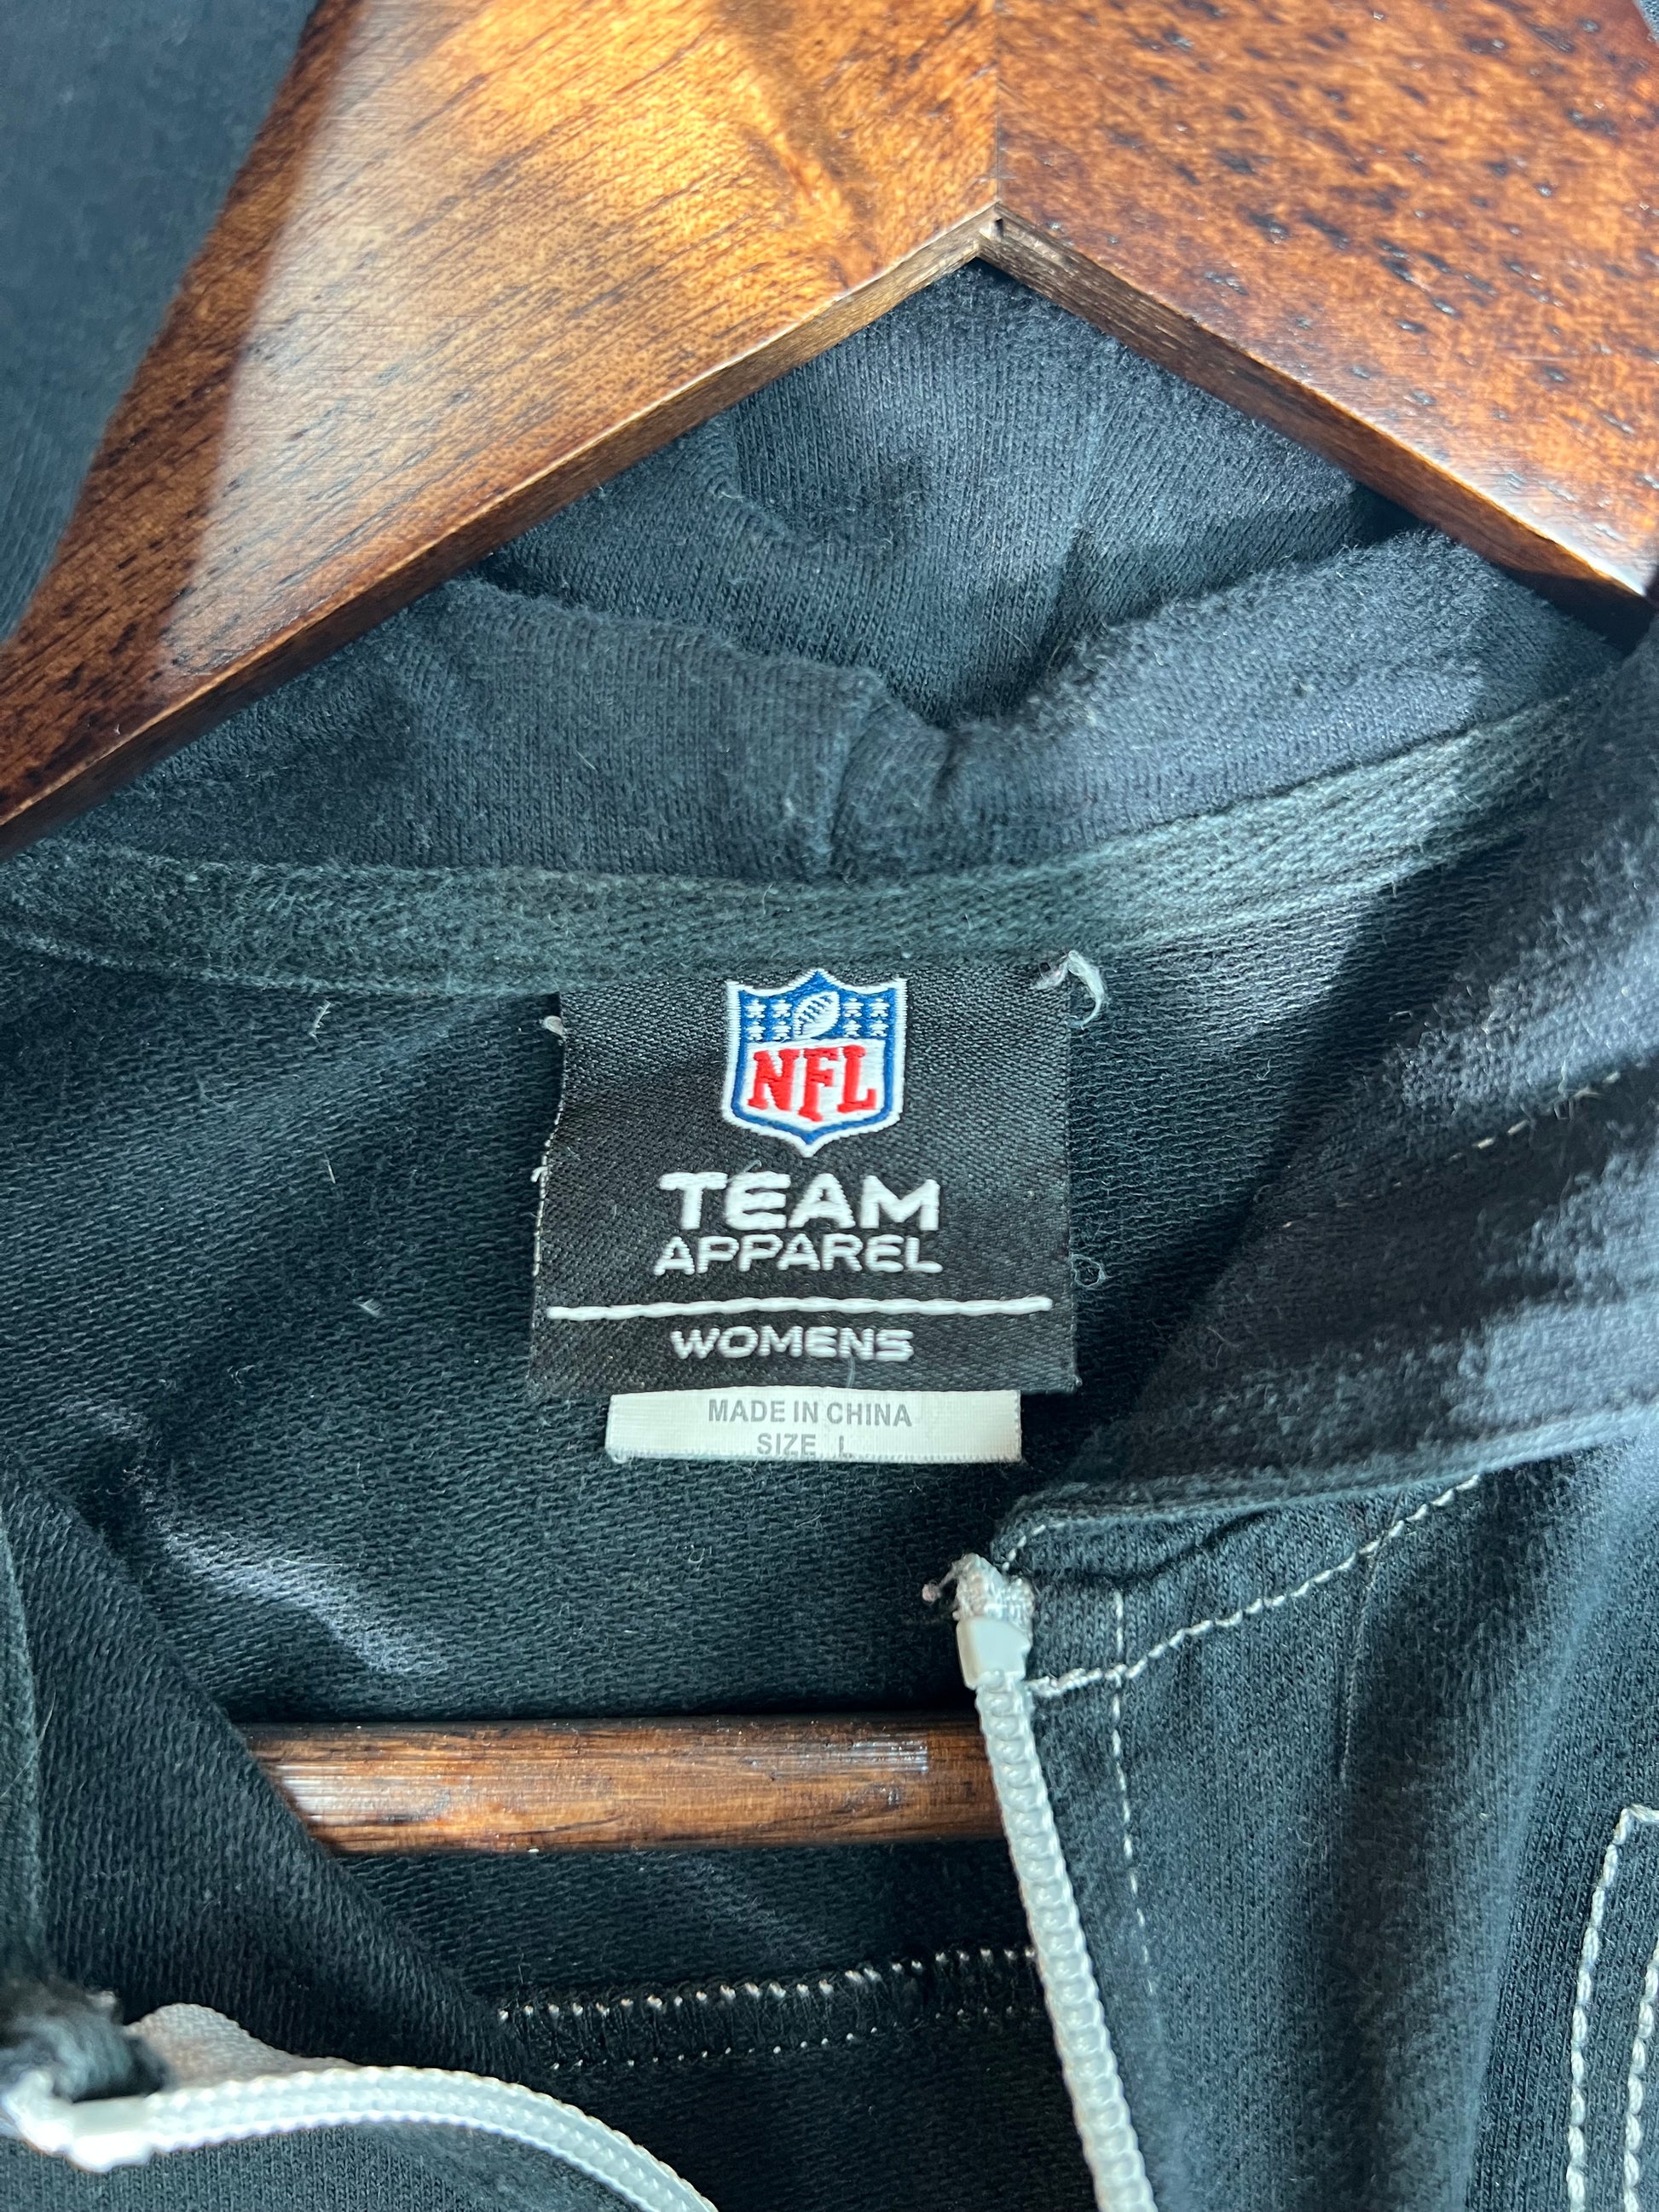 NFL
TEAM
APPAREL
WOMENS
MADE IN CHINA
SIZE L